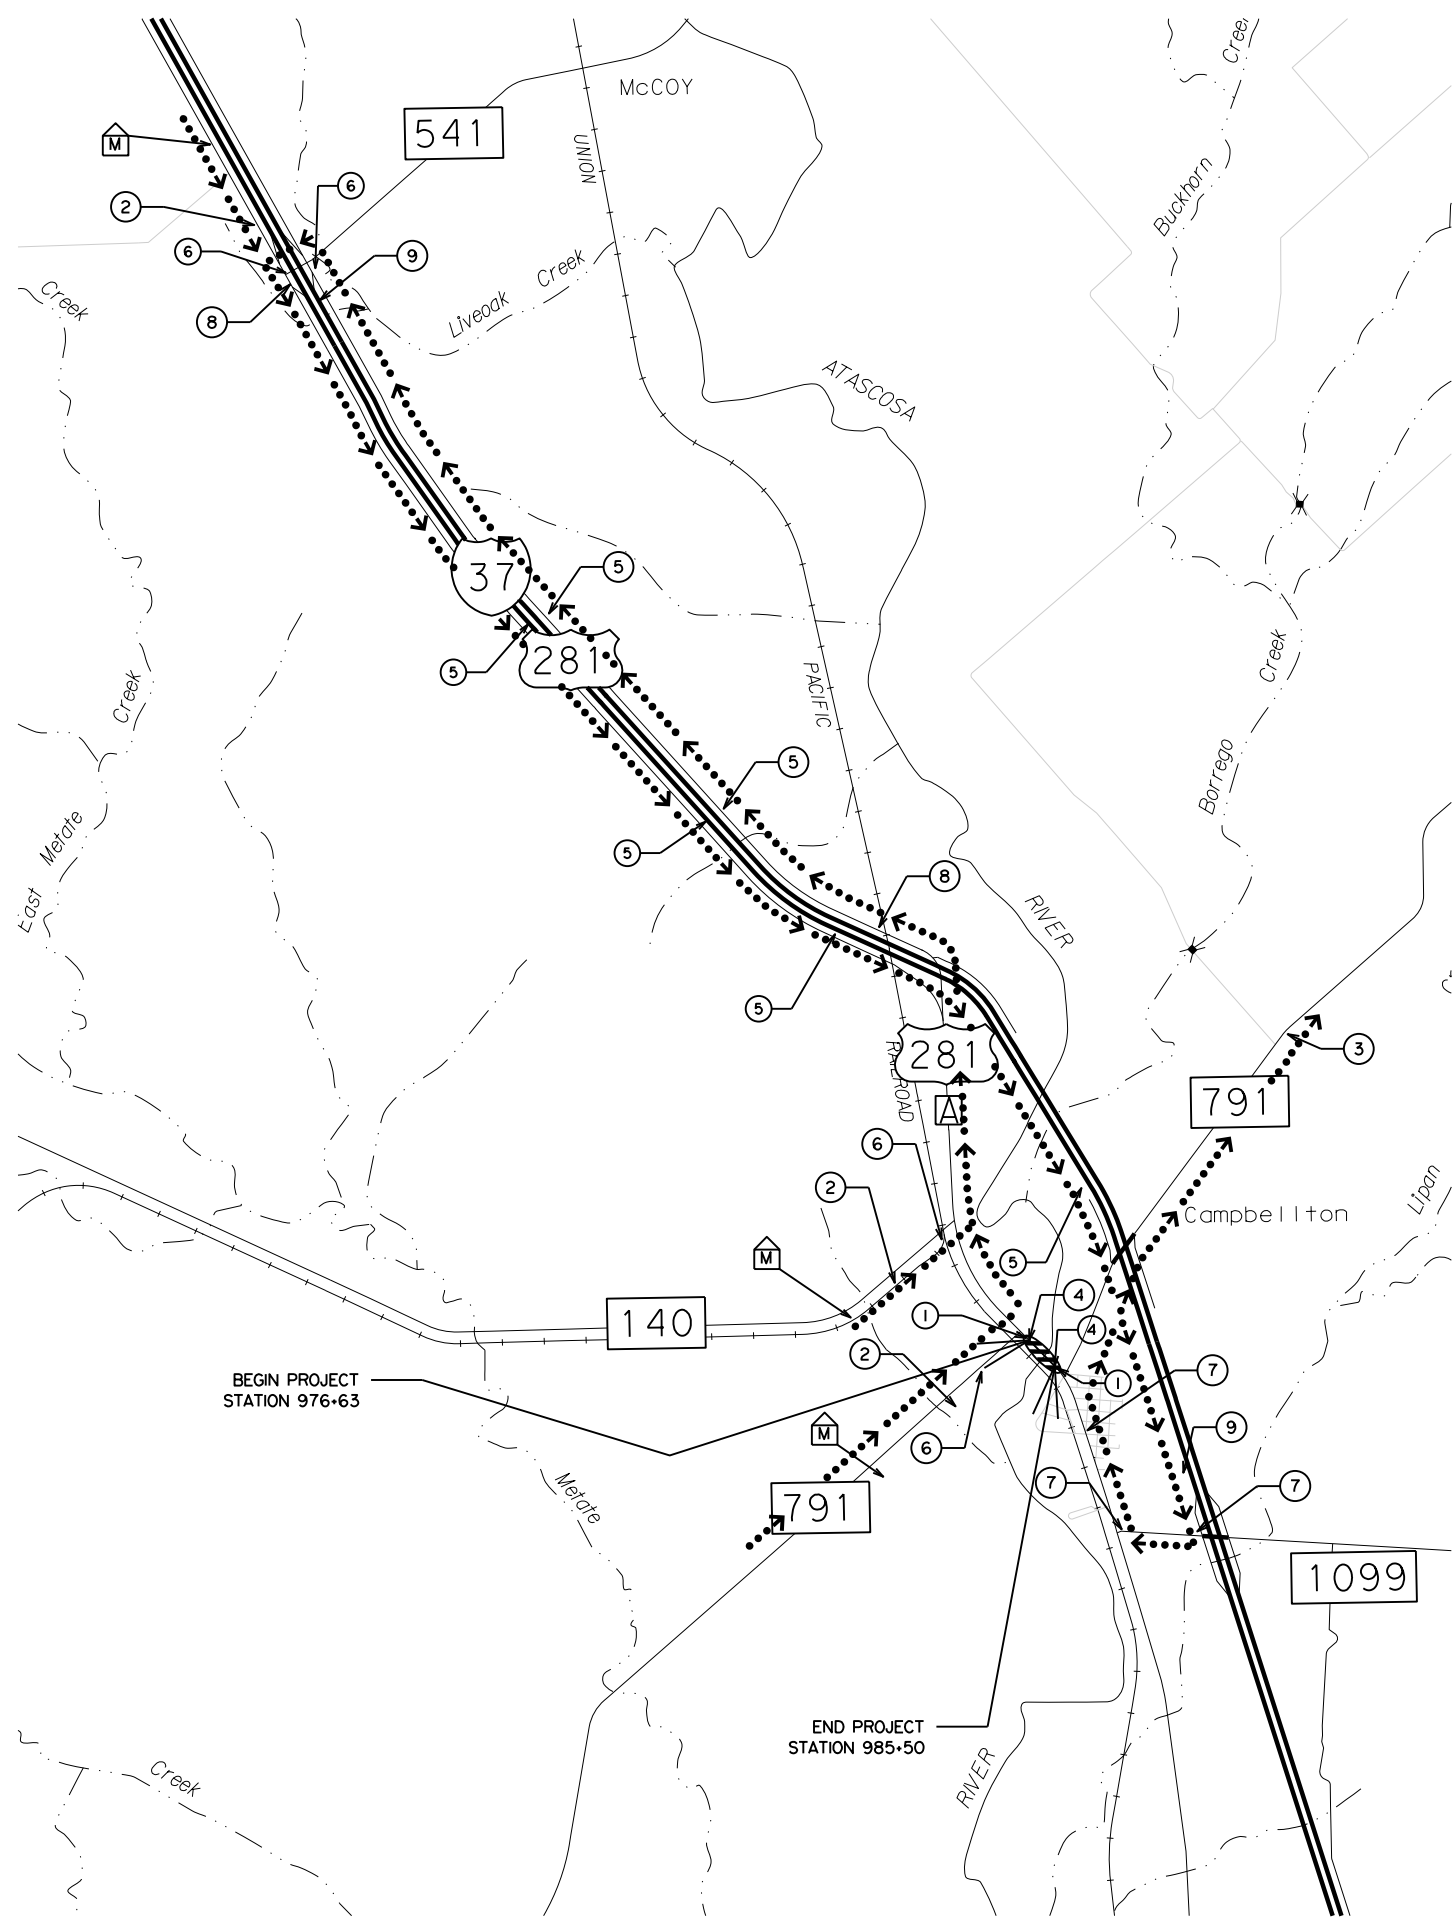 Creek
McCOY
541
UNION
M
6
Buckhorn
2
6
9
Creek
Liveoak
Creek
8
ATASCOSA
37
5
281
5
Creek
Creek
PACIFIC
5
Borrego
Metate
East
5
8
RIVER
5
281
RAILROAD
3
791
A
6
2
Lipan
Campbellton
M
5
4
1
140
4
2
BEGIN PROJECT
STATION 976+63
7
1
M
9
6
7
7
Metate
791
1099
END PROJECT
STATION 985+50
RIVER
Creek